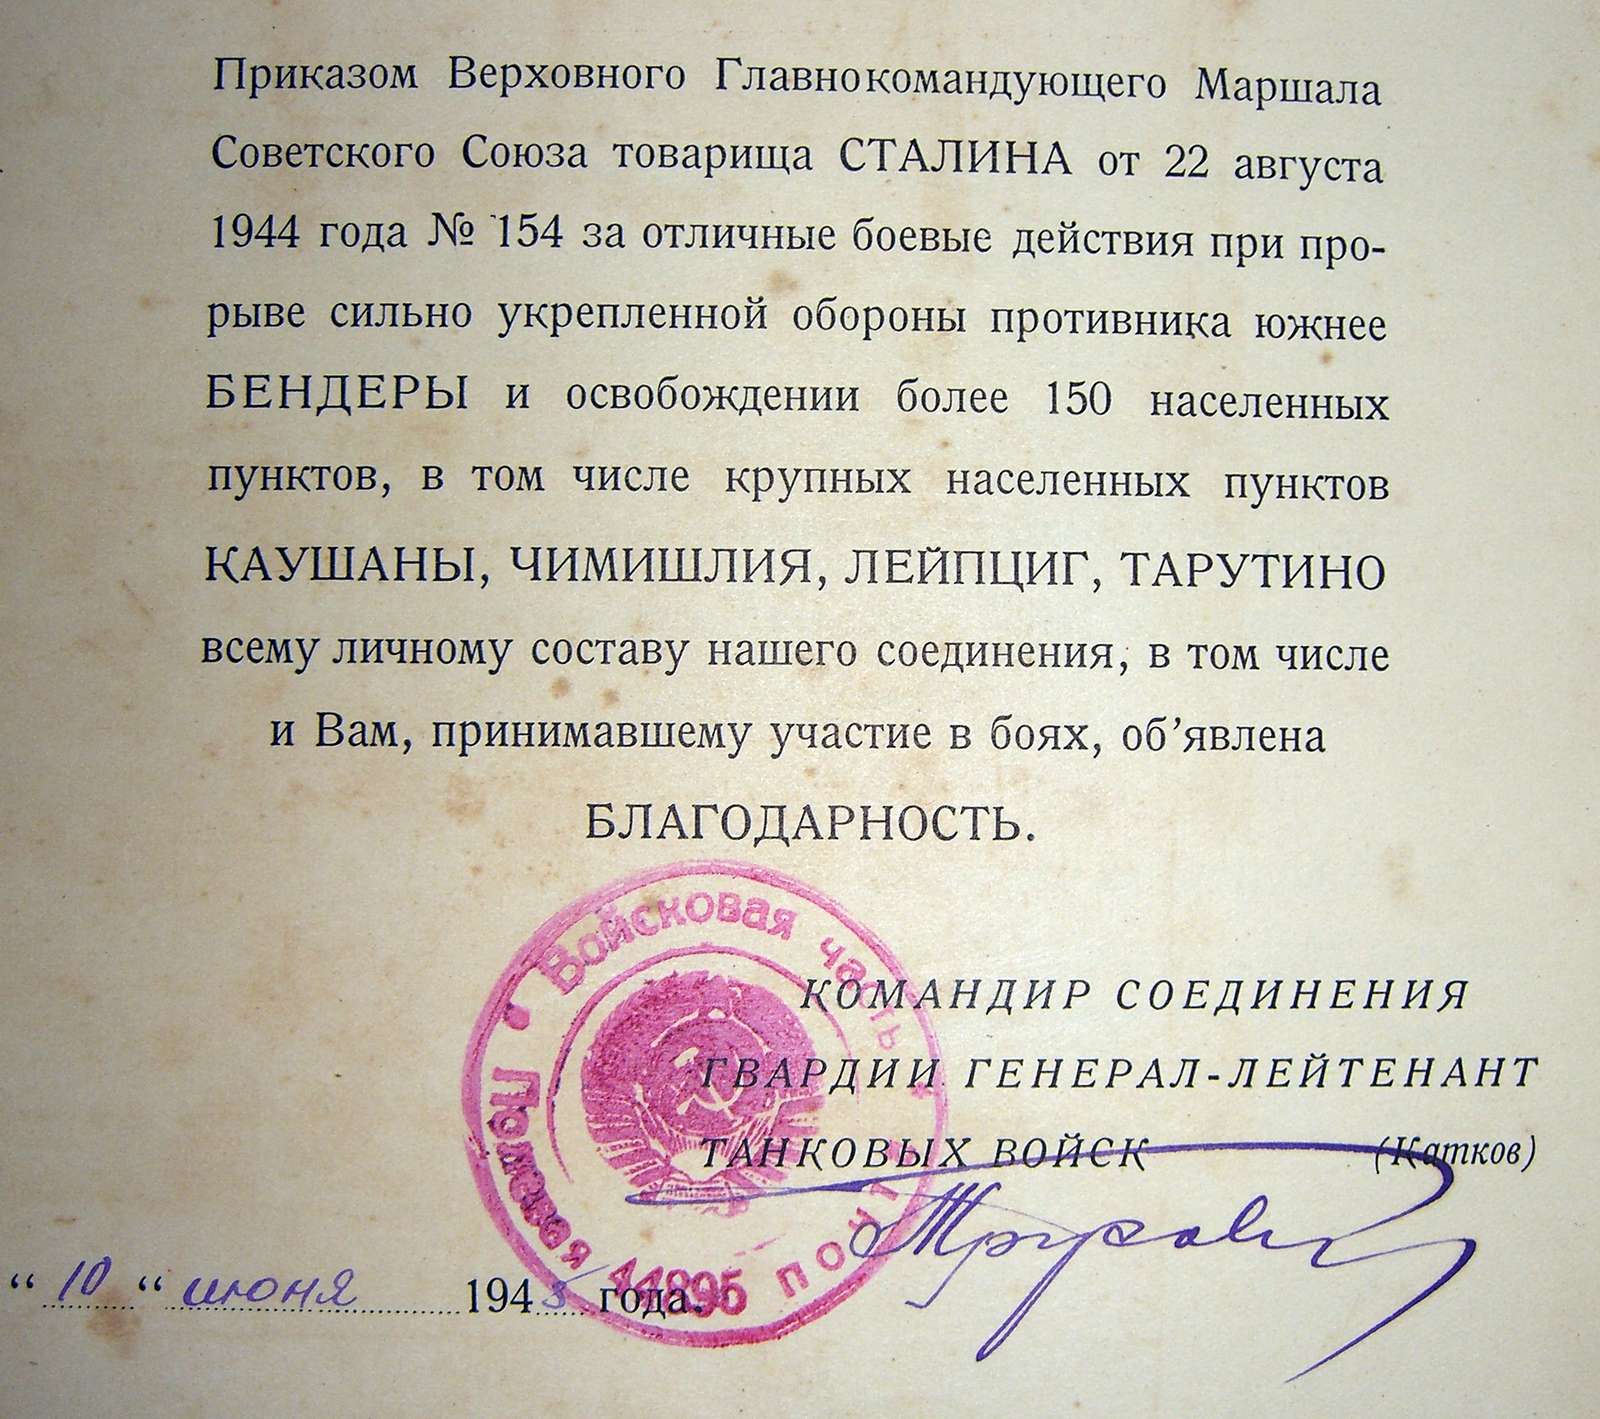 Приказом Верховного Главнокомандующего Маршала
Советского Союза товарища СТАЛИНА от 22 августа
1944 года № 154 за отличные боевые действия при про-
рыве сильно укрепленной обороны противника южнее
БЕНДЕРЫ и освобождении более 150 населенных
пунктов, в том числе крупных населенных пунктов
КАУШАНЫ, ЧИМИШЛИЯ, ЛЕЙПЦИГ, ТАРУТИНО
всему личному составу нашего соединения, в том числе
и Вам, принимавшему участие в боях, об’явлена
БЛАГОДАРНОСТЬ.
Войсковая часть
Полевая почта 44895
КОМАНДИР СОЕДИНЕНИЯ
ГВАРДИИ ГЕНЕРАЛ-ЛЕЙТЕНАНТ
ТАНКОВЫХ ВОЙСК (Катков)
“ 10 “ июня 1945 года.